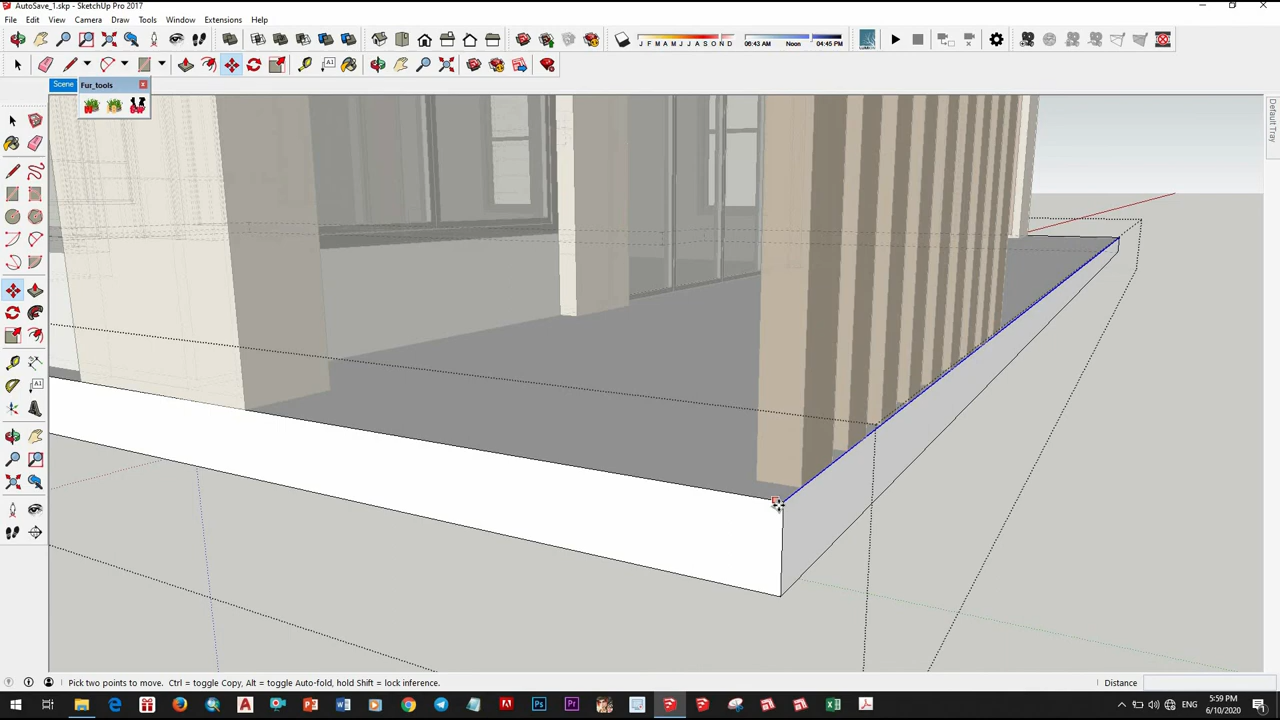 AutoSave_1.skp - SketchUp Pro 2017
File Edit View Camera Draw Tools Window Extensions Help
J F M A M J J A S O N D
06:43 AM Noon 04:45 PM
Scene
Fur_tools
Default Tray
Pick two points to move. Ctrl = toggle Copy, Alt = toggle Auto-fold, hold Shift = lock inference.
Distance
ENG
5:59 PM
6/10/2020